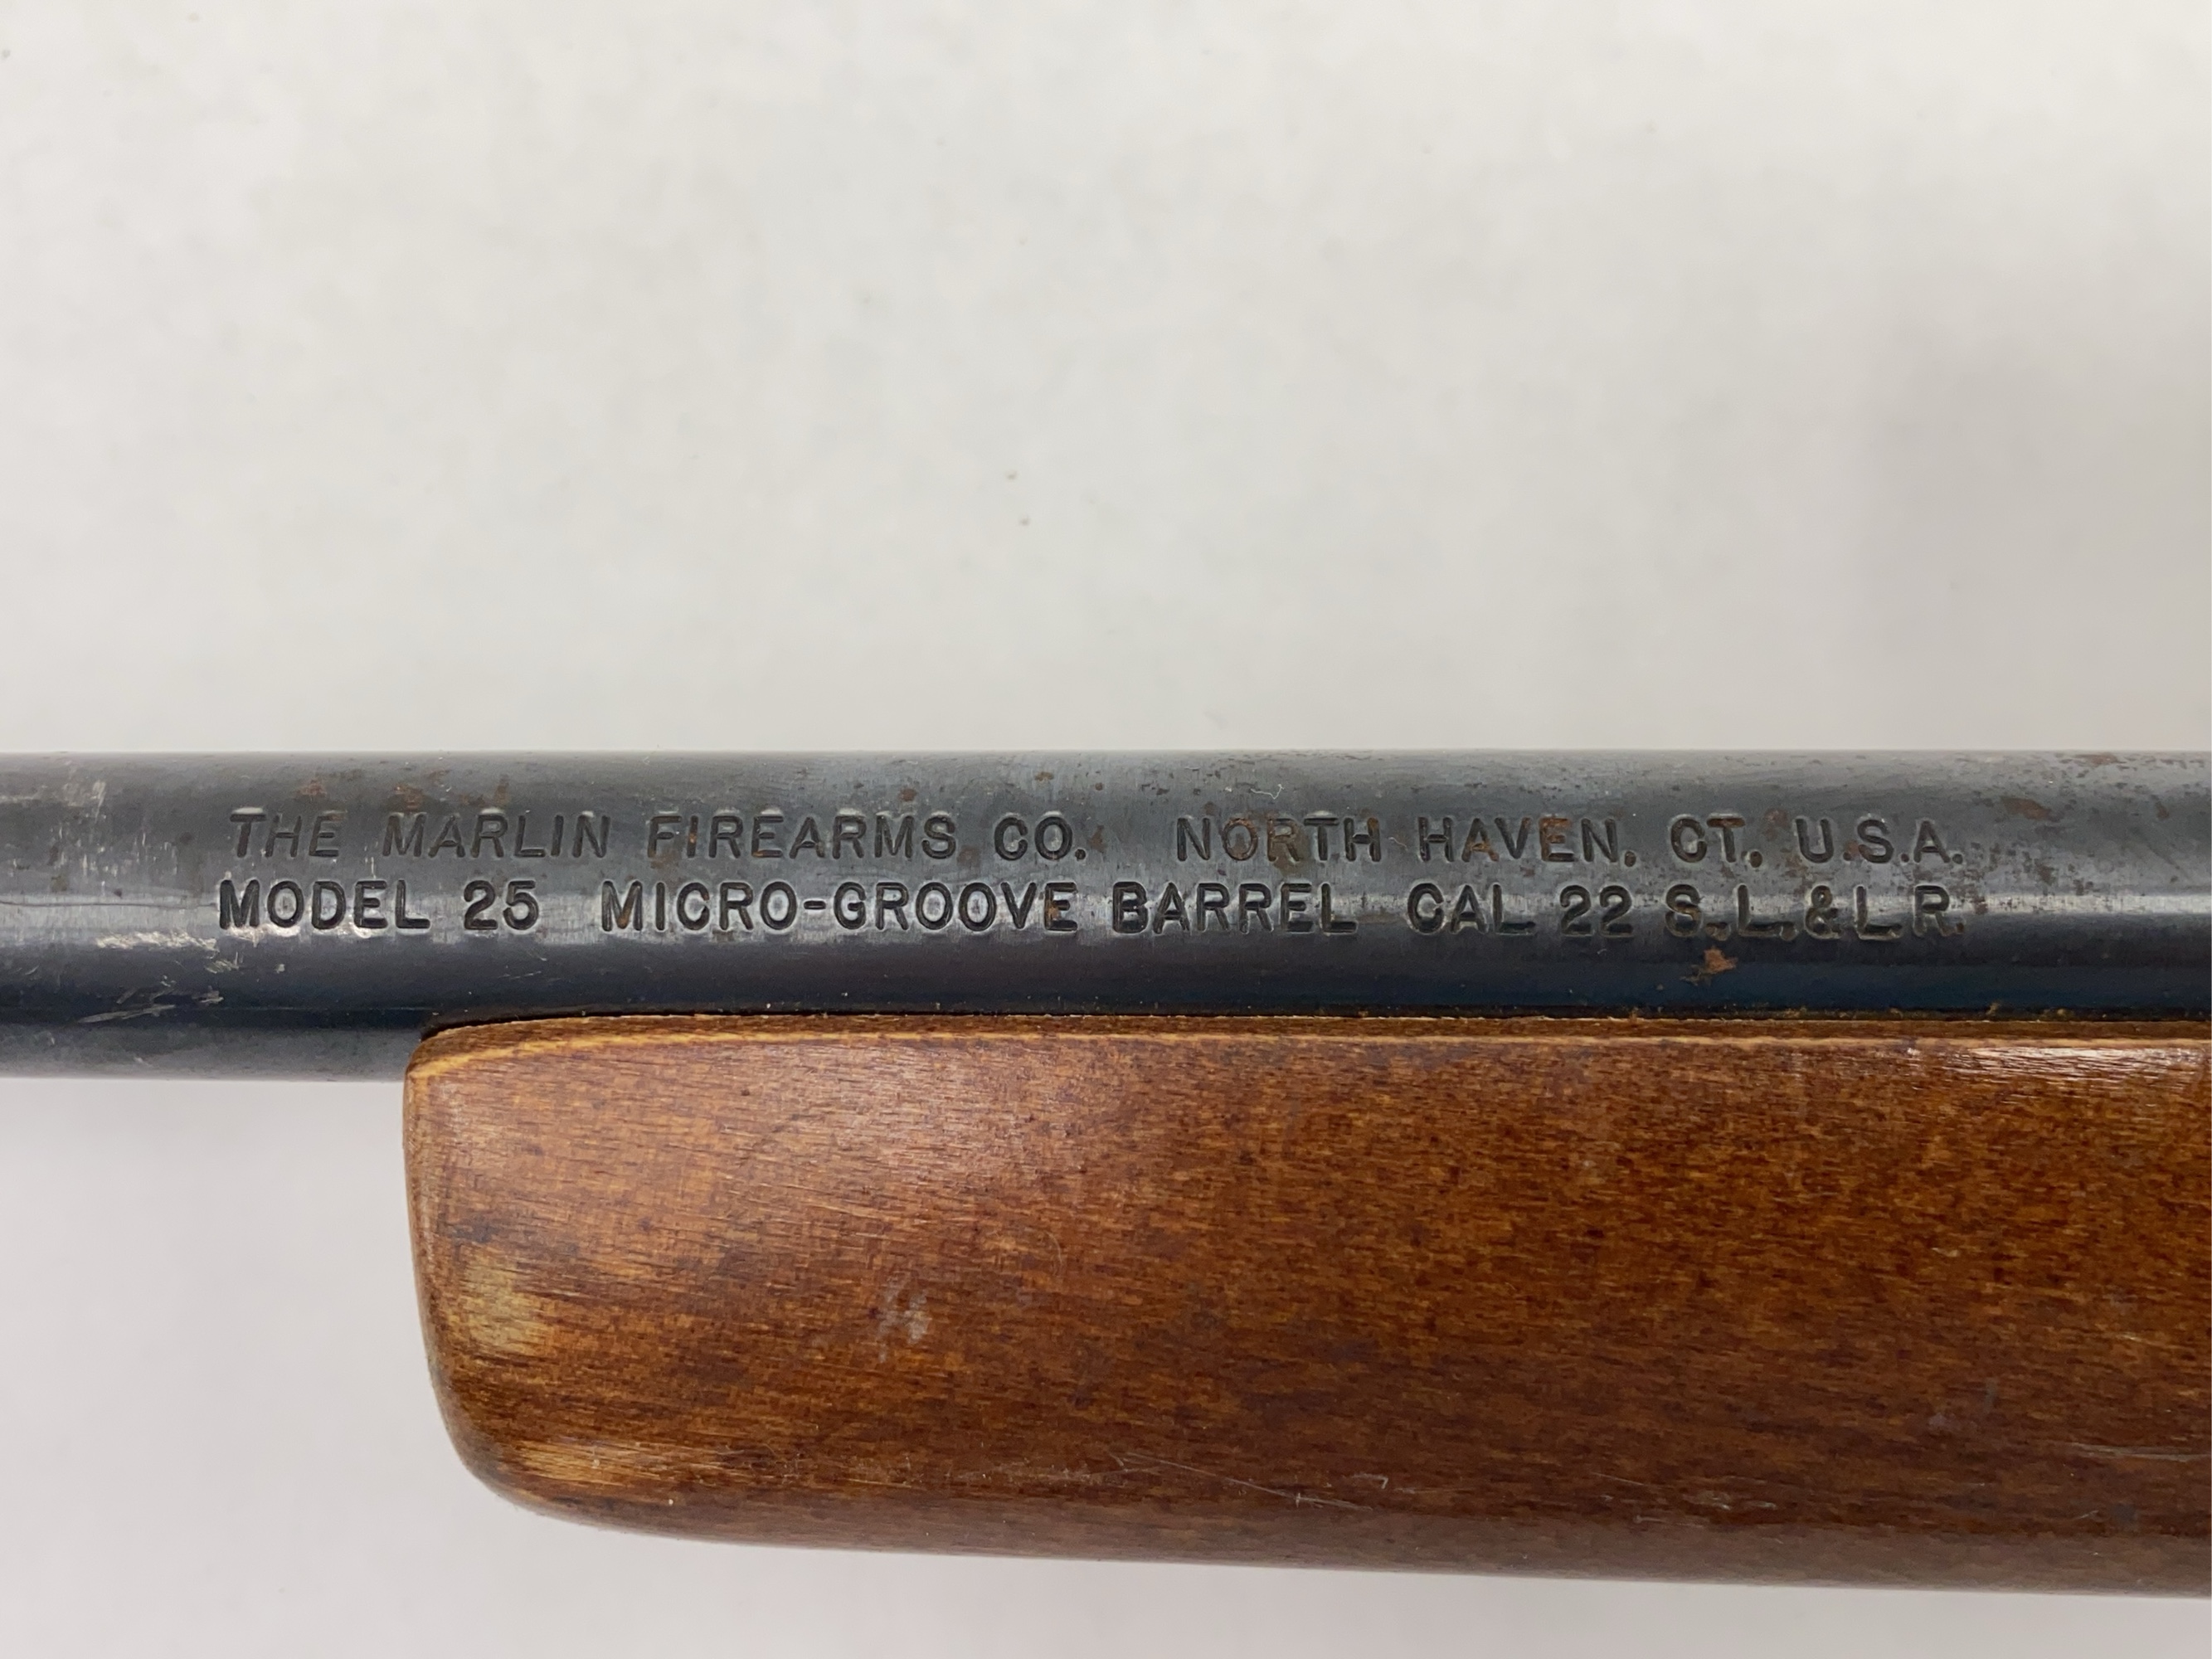 THE MARLIN FIREARMS CO. NORTH HAVEN, CT. U.S.A.
MODEL 25 MICRO-GROOVE BARREL CAL 22 S.L.&L.R.